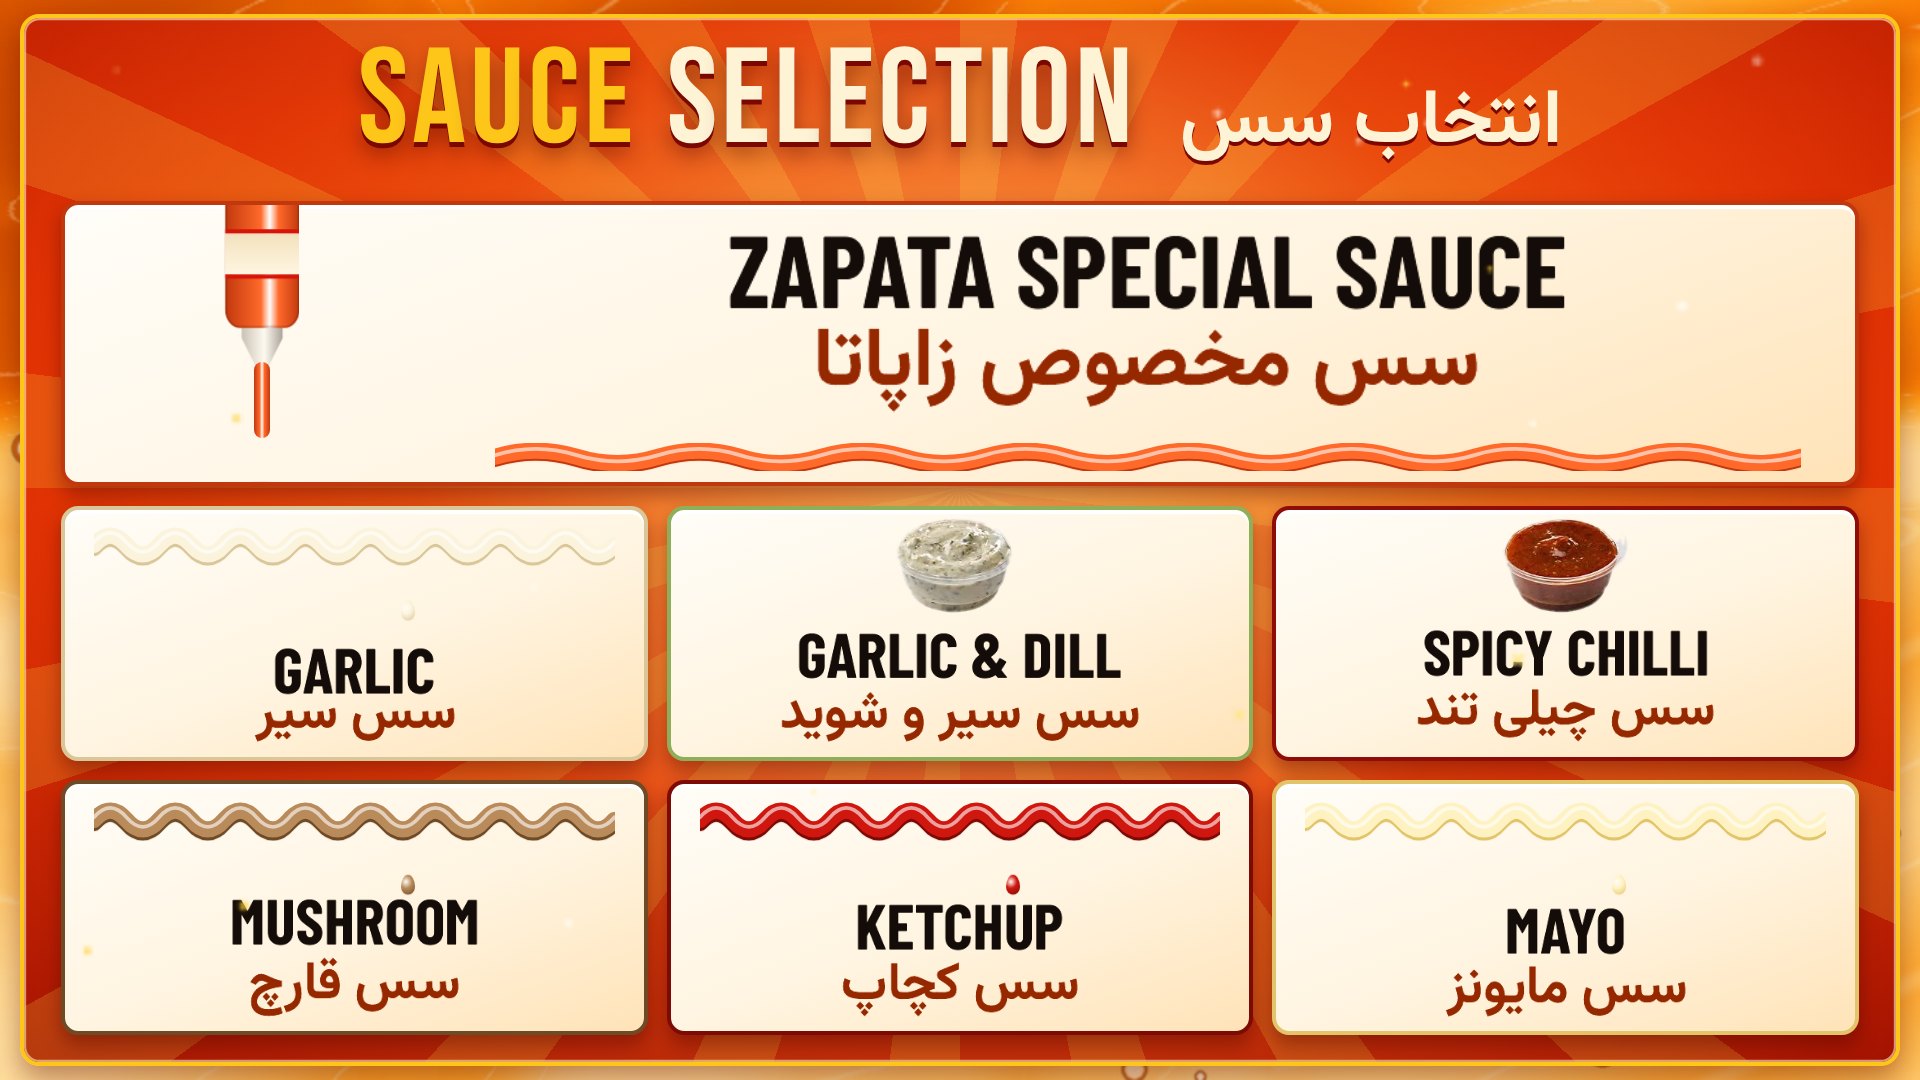 SAUCE SELECTION انتخاب سس
ZAPATA SPECIAL SAUCE
سس مخصوص زاپاتا
GARLIC
سس سیر
GARLIC & DILL
سس سیر و شوید
SPICY CHILLI
سس چیلی تند
MUSHROOM
سس قارچ
KETCHUP
سس کچاپ
MAYO
سس مایونز